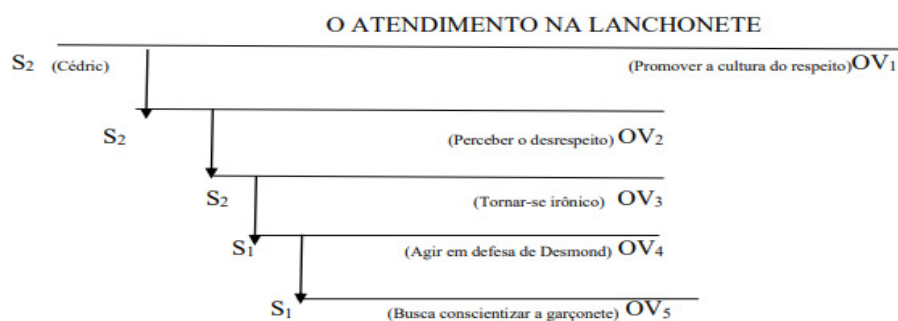 O ATENDIMENTO NA LANCHONETE
S₂ (Cédric) (Promover a cultura do respeito) OV₁
S₂ (Perceber o desrespeito) OV₂
S₂ (Tornar-se irônico) OV₃
S₁ (Agir em defesa de Desmond) OV₄
S₁ (Busca conscientizar a garçonete) OV₅